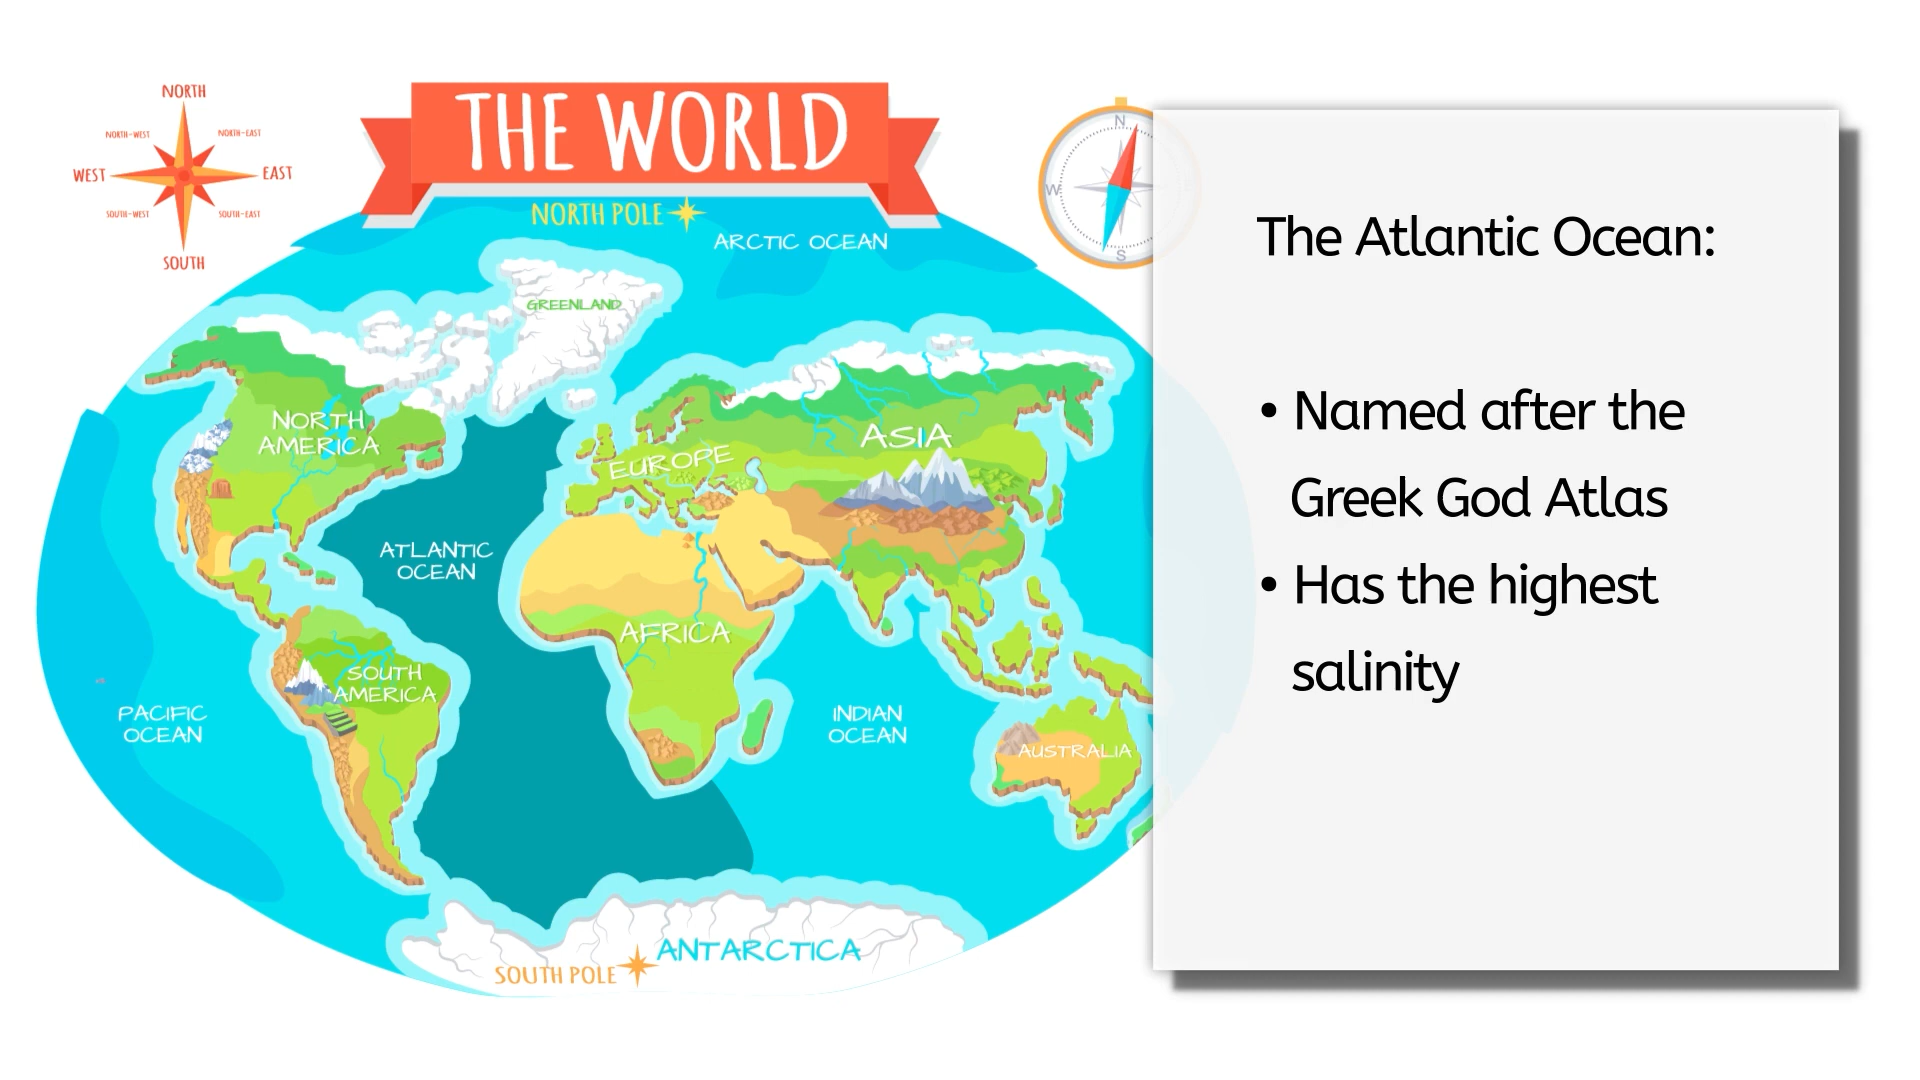 THE WORLD
NORTH
NORTH-WEST
NORTH-EAST
WEST
EAST
SOUTH-WEST
SOUTH-EAST
SOUTH
N
W
S
NORTH POLE
ARCTIC OCEAN
GREENLAND
NORTH
AMERICA
EUROPE
ASIA
ATLANTIC
OCEAN
AFRICA
SOUTH
AMERICA
PACIFIC
OCEAN
INDIAN
OCEAN
AUSTRALIA
ANTARCTICA
SOUTH POLE
The Atlantic Ocean:
• Named after the
Greek God Atlas
• Has the highest
salinity